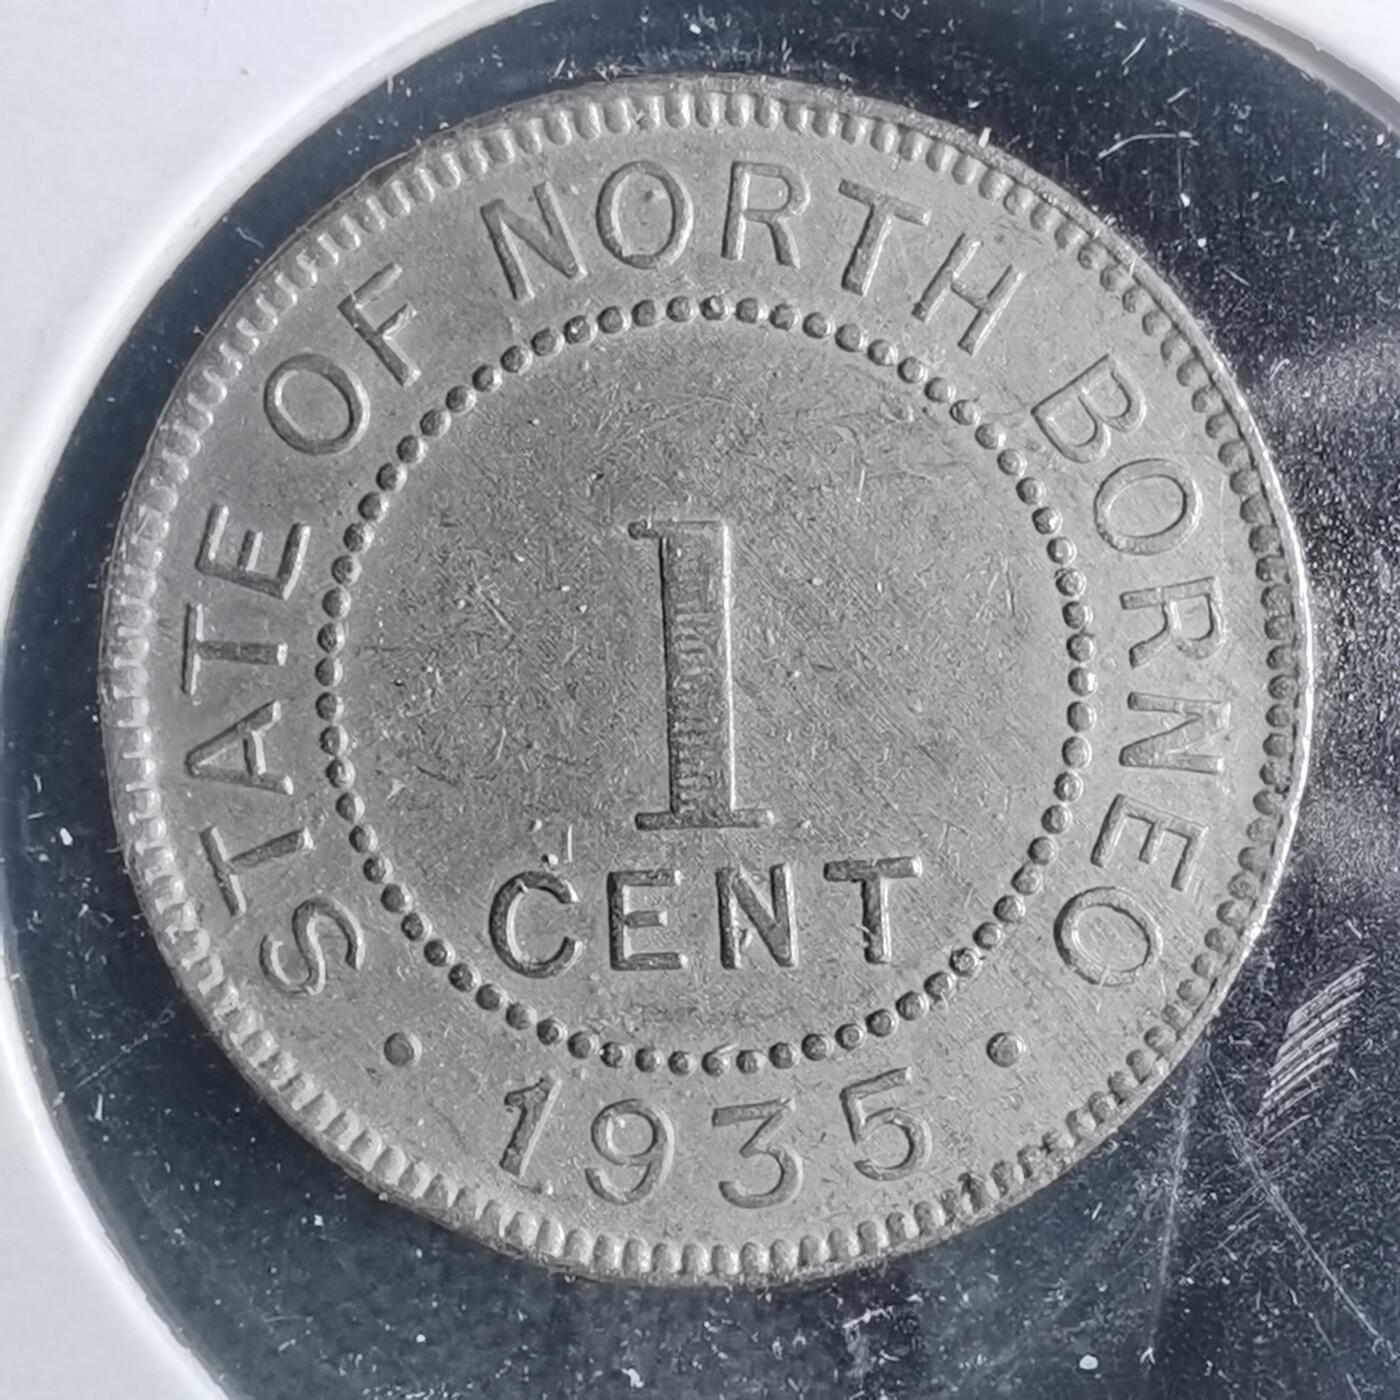 STATE OF NORTH BORNEO
1
CENT
• 1935 •